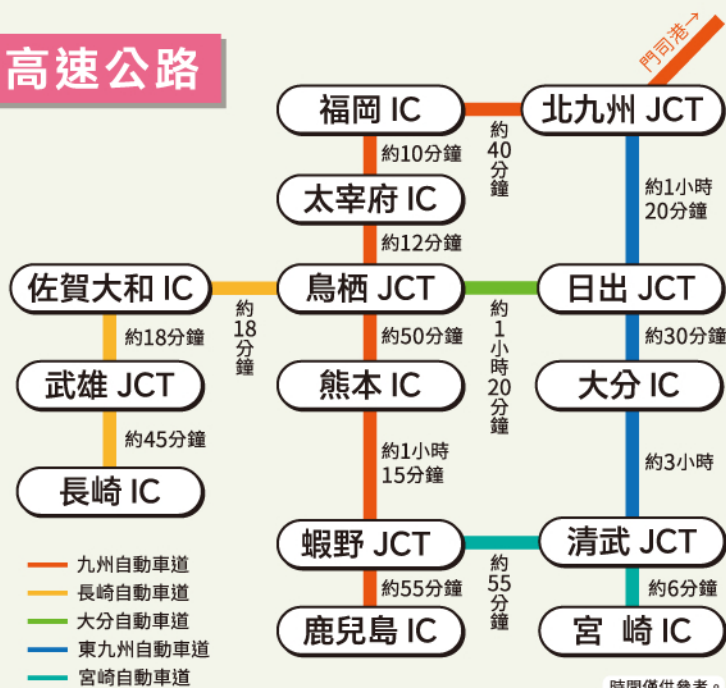 高速公路
門司港→
福岡 IC
約40分鐘
北九州 JCT
約10分鐘
約1小時
20分鐘
太宰府 IC
約12分鐘
佐賀大和 IC
約18分鐘
鳥栖 JCT
約1小時20分鐘
日出 JCT
約18分鐘
約50分鐘
約30分鐘
武雄 JCT
熊本 IC
大分 IC
約45分鐘
約1小時
15分鐘
約3小時
長崎 IC
蝦野 JCT
約55分鐘
清武 JCT
約55分鐘
約6分鐘
鹿兒島 IC
宮 崎 IC
九州自動車道
長崎自動車道
大分自動車道
東九州自動車道
宮崎自動車道
時間僅供參考。